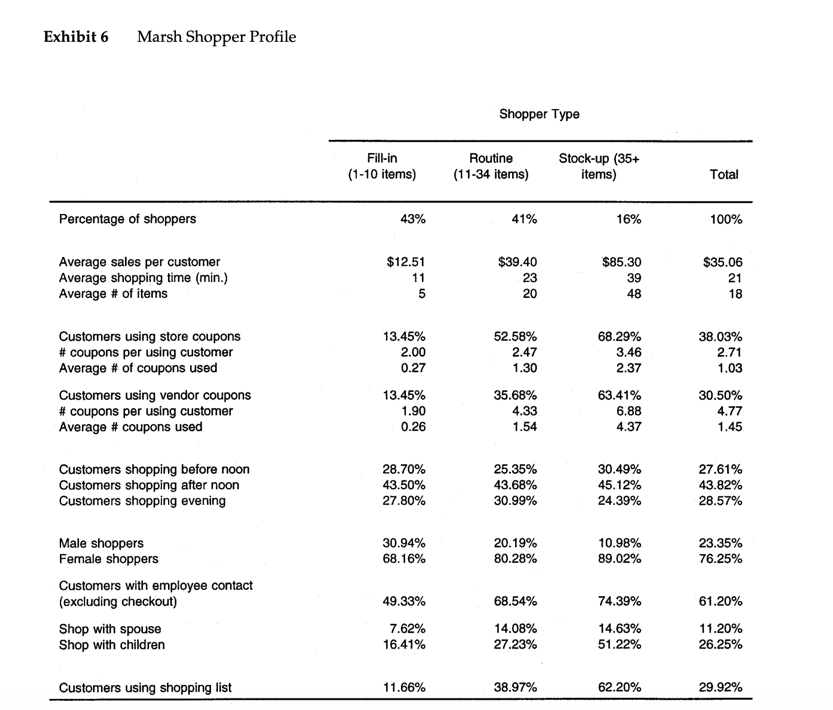 Exhibit 6 Marsh Shopper Profile
Shopper Type
Fill-in Routine Stock-up (35+
(1-10 items) (11-34 items) items) Total
Percentage of shoppers 43% 41% 16% 100%
Average sales per customer $12.51 $39.40 $85.30 $35.06
Average shopping time (min.) 11 23 39 21
Average # of items 5 20 48 18
Customers using store coupons 13.45% 52.58% 68.29% 38.03%
# coupons per using customer 2.00 2.47 3.46 2.71
Average # of coupons used 0.27 1.30 2.37 1.03
Customers using vendor coupons 13.45% 35.68% 63.41% 30.50%
# coupons per using customer 1.90 4.33 6.88 4.77
Average # coupons used 0.26 1.54 4.37 1.45
Customers shopping before noon 28.70% 25.35% 30.49% 27.61%
Customers shopping after noon 43.50% 43.68% 45.12% 43.82%
Customers shopping evening 27.80% 30.99% 24.39% 28.57%
Male shoppers 30.94% 20.19% 10.98% 23.35%
Female shoppers 68.16% 80.28% 89.02% 76.25%
Customers with employee contact
(excluding checkout) 49.33% 68.54% 74.39% 61.20%
Shop with spouse 7.62% 14.08% 14.63% 11.20%
Shop with children 16.41% 27.23% 51.22% 26.25%
Customers using shopping list 11.66% 38.97% 62.20% 29.92%